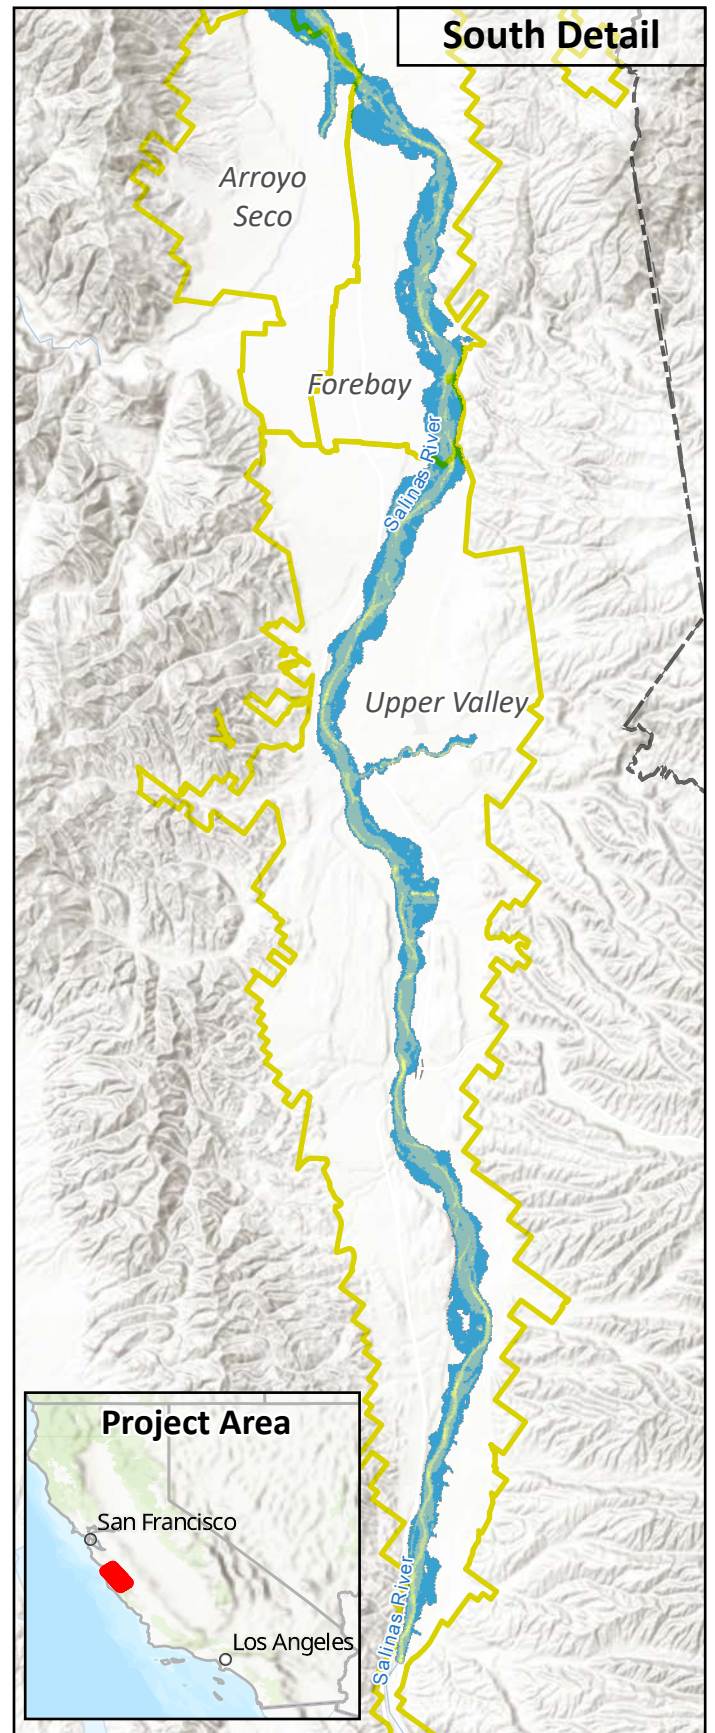 South Detail
Arroyo
Seco
Forebay
Salinas River
Upper Valley
Project Area
San Francisco
Los Angeles
Salinas River